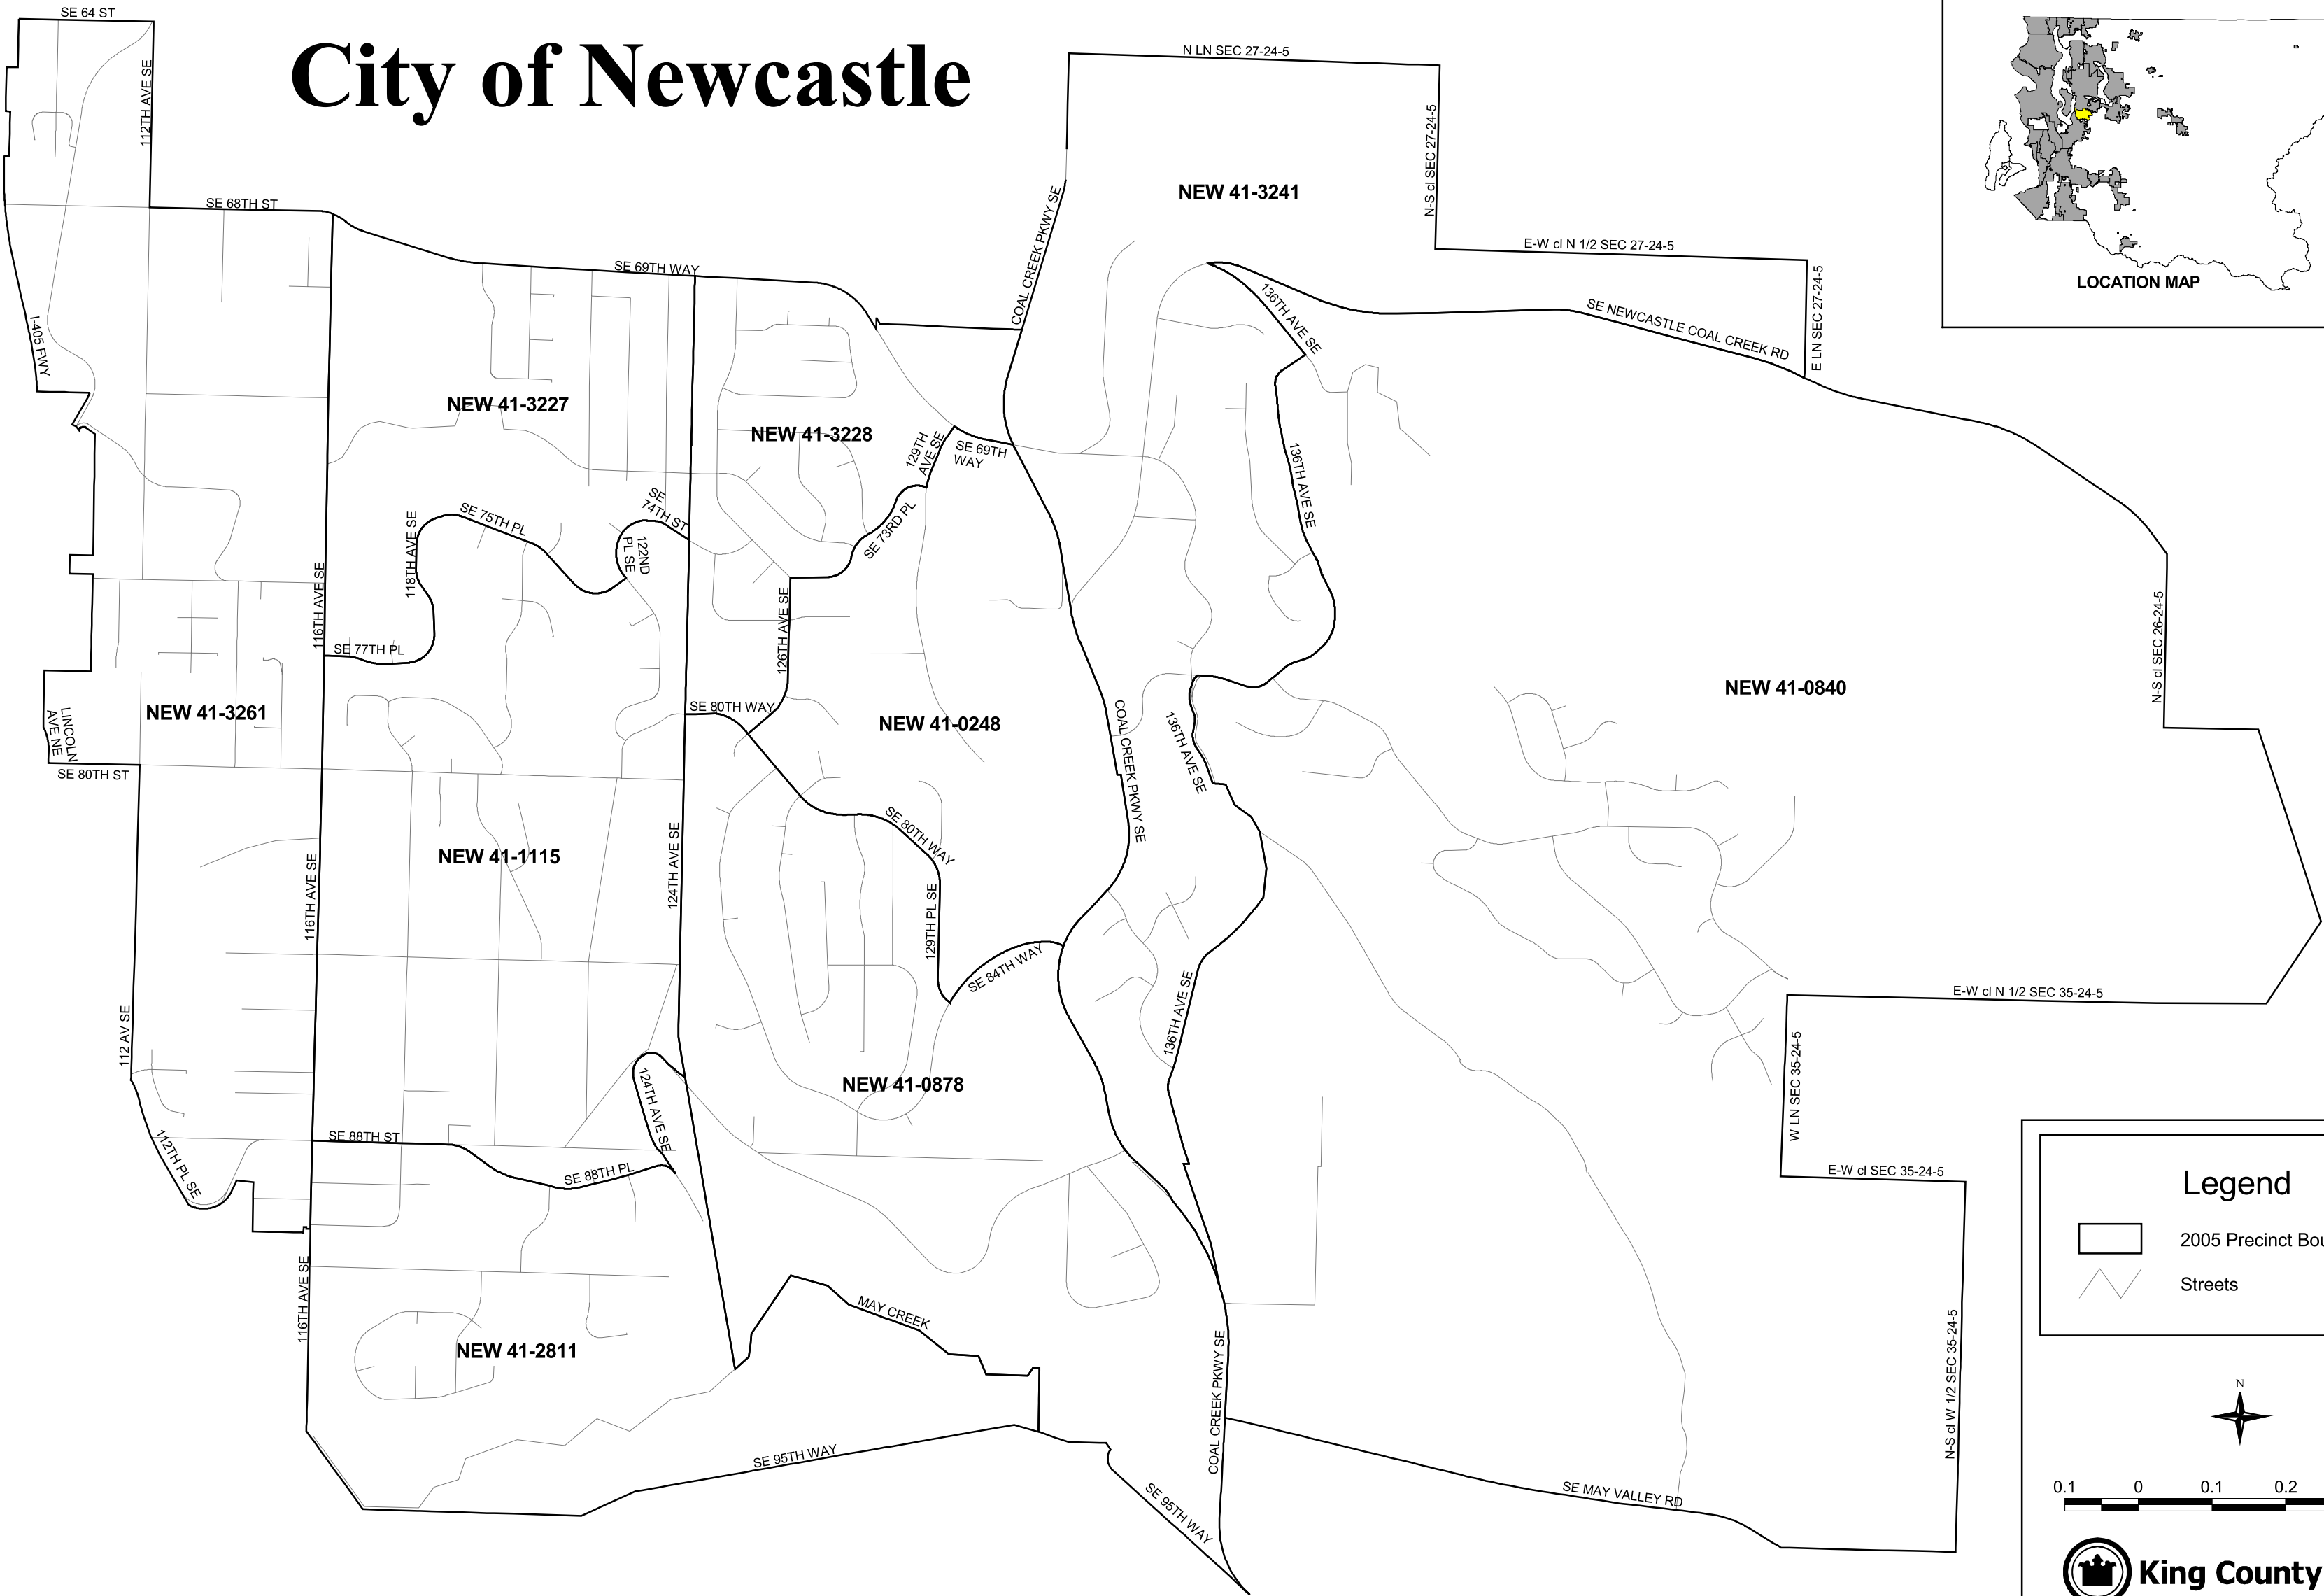 City of Newcastle
SE 64 ST
112TH AVE SE
SE 68TH ST
I-405 FWY
SE 69TH WAY
N LN SEC 27-24-5
COAL CREEK PKWY SE
NEW 41-3241
N-S cl SEC 27-24-5
E-W cl N 1/2 SEC 27-24-5
E LN SEC 27-24-5
SE NEWCASTLE COAL CREEK RD
136TH AVE SE
LOCATION MAP
NEW 41-3227
NEW 41-3228
129TH
AVE SE
SE 69TH
WAY
136TH AVE SE
SE 75TH PL
118TH AVE SE
SE
74TH ST
122ND
PL SE
SE 73RD PL
116TH AVE SE
SE 77TH PL
126TH AVE SE
N-S cl SEC 26-24-5
NEW 41-3261
LINCOLN
AVE NE
SE 80TH ST
SE 80TH WAY
NEW 41-0248
COAL CREEK PKWY SE
136TH AVE SE
NEW 41-0840
NEW 41-1115
116TH AVE SE
124TH AVE SE
SE 80TH WAY
129TH PL SE
SE 84TH WAY
136TH AVE SE
E-W cl N 1/2 SEC 35-24-5
112 AV SE
W LN SEC 35-24-5
NEW 41-0878
124TH AVE SE
SE 88TH ST
SE 88TH PL
112TH PL SE
E-W cl SEC 35-24-5
116TH AVE SE
NEW 41-2811
MAY CREEK
SE 95TH WAY
COAL CREEK PKWY SE
SE 95TH WAY
SE MAY VALLEY RD
N-S cl W 1/2 SEC 35-24-5
Legend
2005 Precinct Bou
Streets
N
0.1 0 0.1 0.2
King County